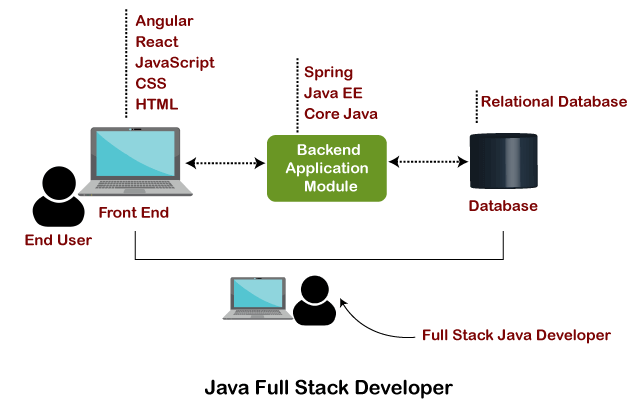 Angular
React
JavaScript
CSS
HTML
Spring
Java EE
Core Java
Relational Database
Backend
Application
Module
Front End
End User
Database
Full Stack Java Developer
Java Full Stack Developer